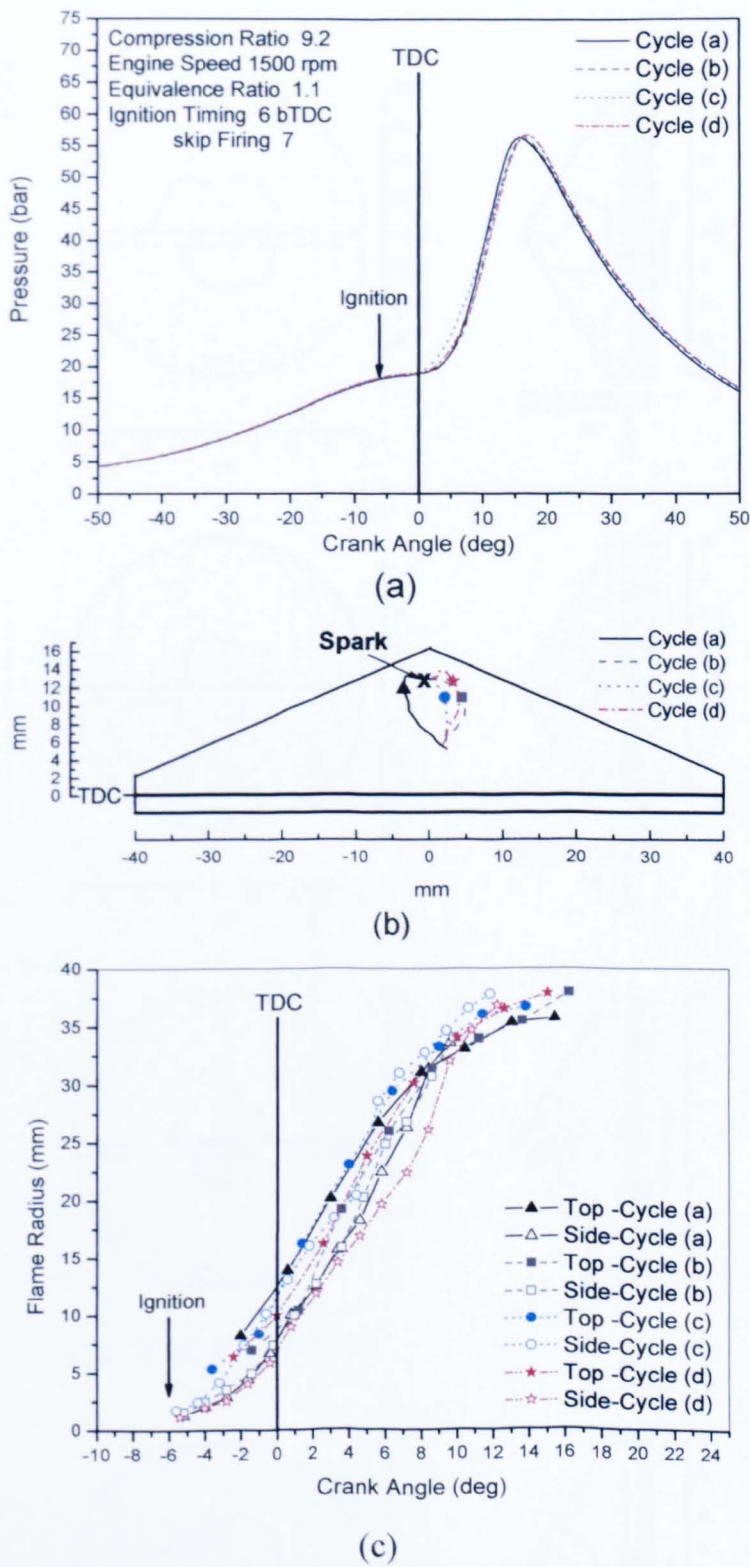 Compression Ratio 9.2
Engine Speed 1500 rpm
Equivalence Ratio 1.1
Ignition Timing 6 bTDC
skip Firing 7
TDC
Cycle (a)
Cycle (b)
Cycle (c)
Cycle (d)
Ignition
75
70
65
60
55
50
45
40
35
30
25
20
15
10
5
0
Pressure (bar)
-50 -40 -30 -20 -10 0 10 20 30 40 50
Crank Angle (deg)
(a)
Spark
Cycle (a)
Cycle (b)
Cycle (c)
Cycle (d)
16
14
12
10
8
6
4
2
0
mm
TDC
-40 -30 -20 -10 0 10 20 30 40
mm
(b)
40
35
30
25
20
15
10
5
0
Flame Radius (mm)
TDC
Ignition
Top -Cycle (a)
Side-Cycle (a)
Top -Cycle (b)
Side-Cycle (b)
Top -Cycle (c)
Side-Cycle (c)
Top -Cycle (d)
Side-Cycle (d)
-10 -8 -6 -4 -2 0 2 4 6 8 10 12 14 16 18 20 22 24
Crank Angle (deg)
(c)